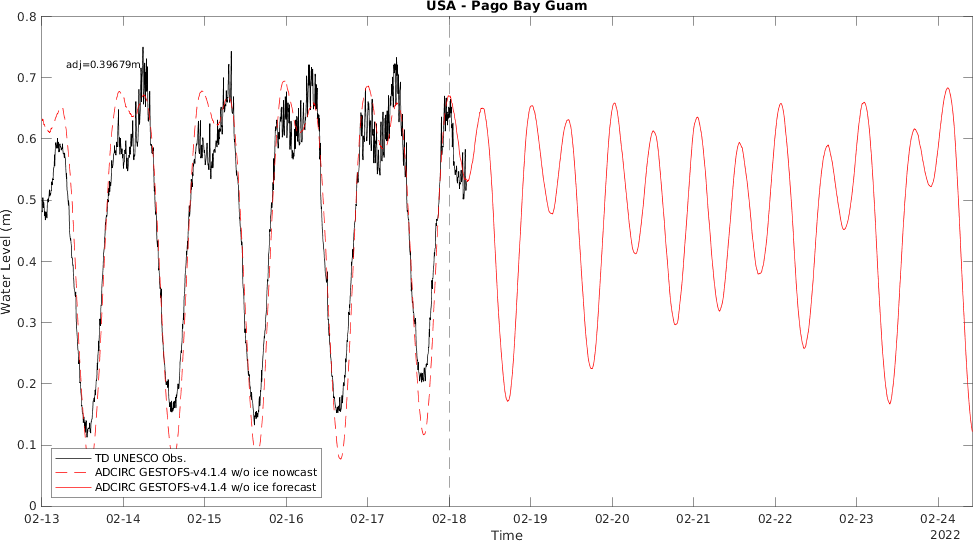 USA - Pago Bay Guam
0.8
0.7
0.6
0.5
0.4
0.3
0.2
0.1
0
Water Level (m)
adj=0.39679m
TD UNESCO Obs.
ADCIRC GESTOFS-v4.1.4 w/o ice nowcast
ADCIRC GESTOFS-v4.1.4 w/o ice forecast
02-13 02-14 02-15 02-16 02-17 02-18 02-19 02-20 02-21 02-22 02-23 02-24
Time
2022